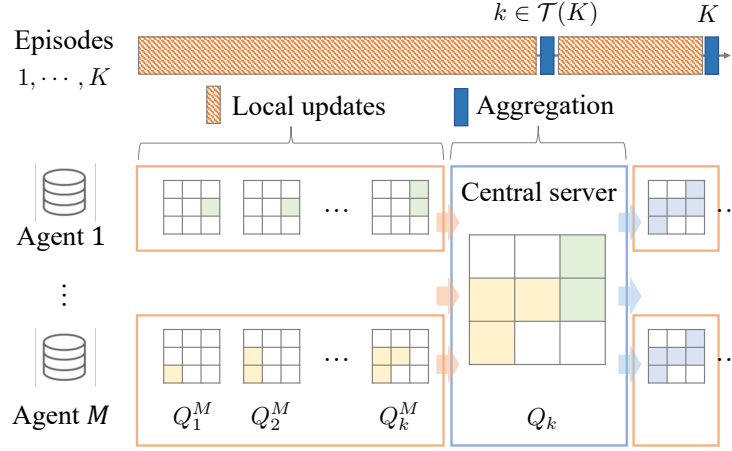 k ∈ 𝒯(K)
K
Episodes
1, ⋯ , K
Local updates
Aggregation
Agent 1
...
Central server
...
⋮
Agent M
...
Q_1^M
Q_2^M
Q_k^M
Q_k
...